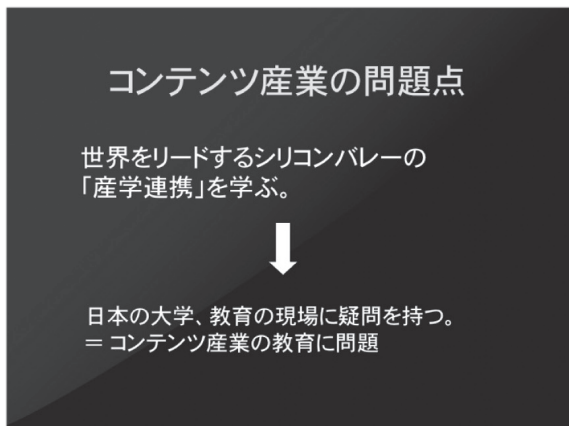 コンテンツ産業の問題点
世界をリードするシリコンバレーの
「産学連携」を学ぶ。
日本の大学、教育の現場に疑問を持つ。
＝ コンテンツ産業の教育に問題